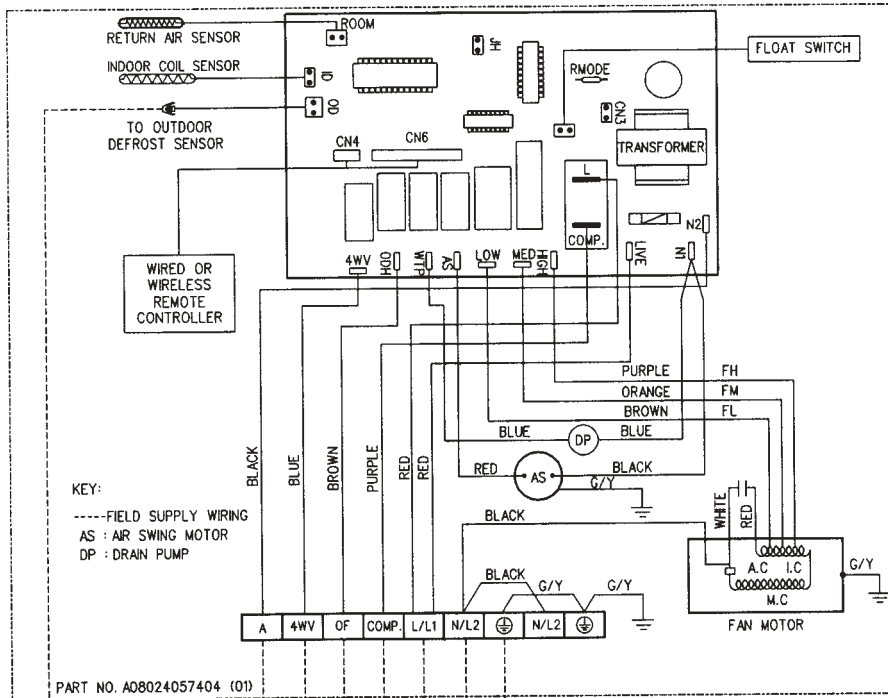 ROOM
RETURN AIR SENSOR
JH
FLOAT SWITCH
INDOOR COIL SENSOR
ID
RMODE
OD
CN3
TO OUTDOOR
DEFROST SENSOR
CN4
CN6
TRANSFORMER
L
COMP.
N2
WIRED OR
WIRELESS
REMOTE
CONTROLLER
4WV
ODH
WTP
AS
LOW
MED
HIGH
LIVE
N1
PURPLE FH
ORANGE FM
BROWN FL
BLUE
DP
BLUE
BLACK
BLUE
BROWN
PURPLE
RED
RED
RED
AS
BLACK
G/Y
KEY:
-----FIELD SUPPLY WIRING
AS : AIR SWING MOTOR
DP : DRAIN PUMP
BLACK
WHITE
RED
A.C
I.C
M.C
G/Y
FAN MOTOR
BLACK
G/Y
G/Y
A
4WV
OF
COMP.
L/L1
N/L2
N/L2
PART NO. A08024057404 (01)